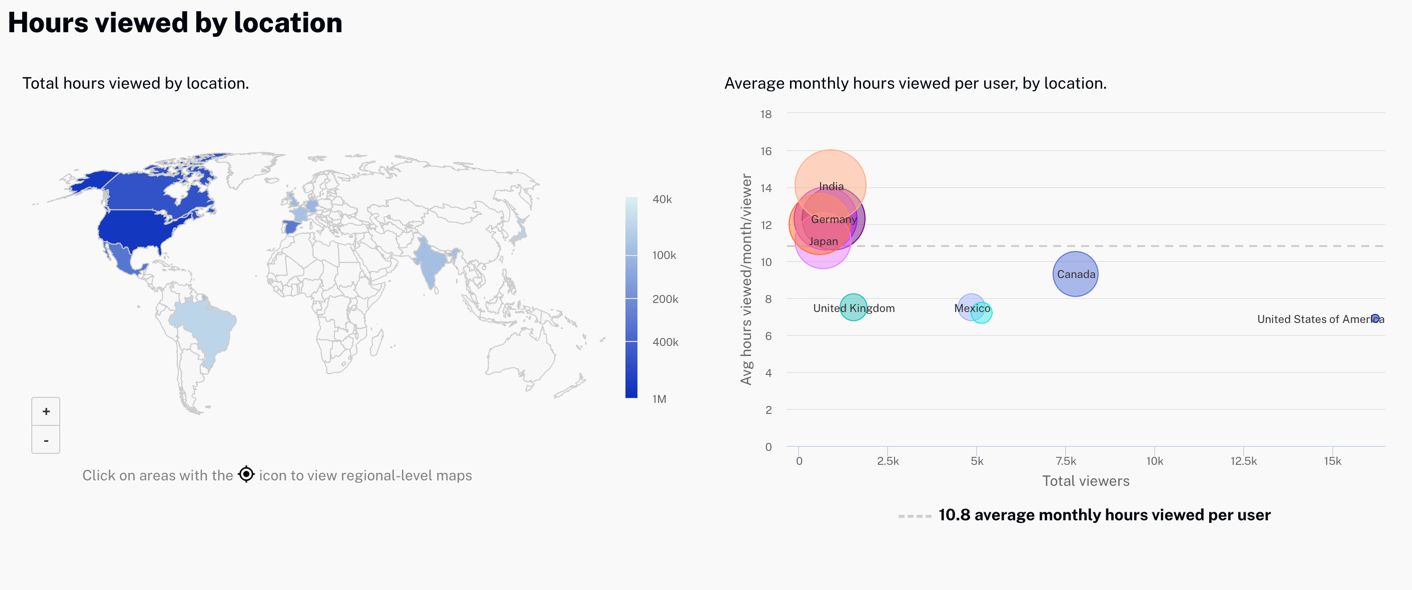 Hours viewed by location
Total hours viewed by location.
40k
100k
200k
400k
1M
+
-
Click on areas with the icon to view regional-level maps
Average monthly hours viewed per user, by location.
Avg hours viewed/month/viewer
18
16
14
12
10
8
6
4
2
0
India
Germany
Japan
Canada
United Kingdom
Mexico
United States of America
0
2.5k
5k
7.5k
10k
12.5k
15k
Total viewers
10.8 average monthly hours viewed per user